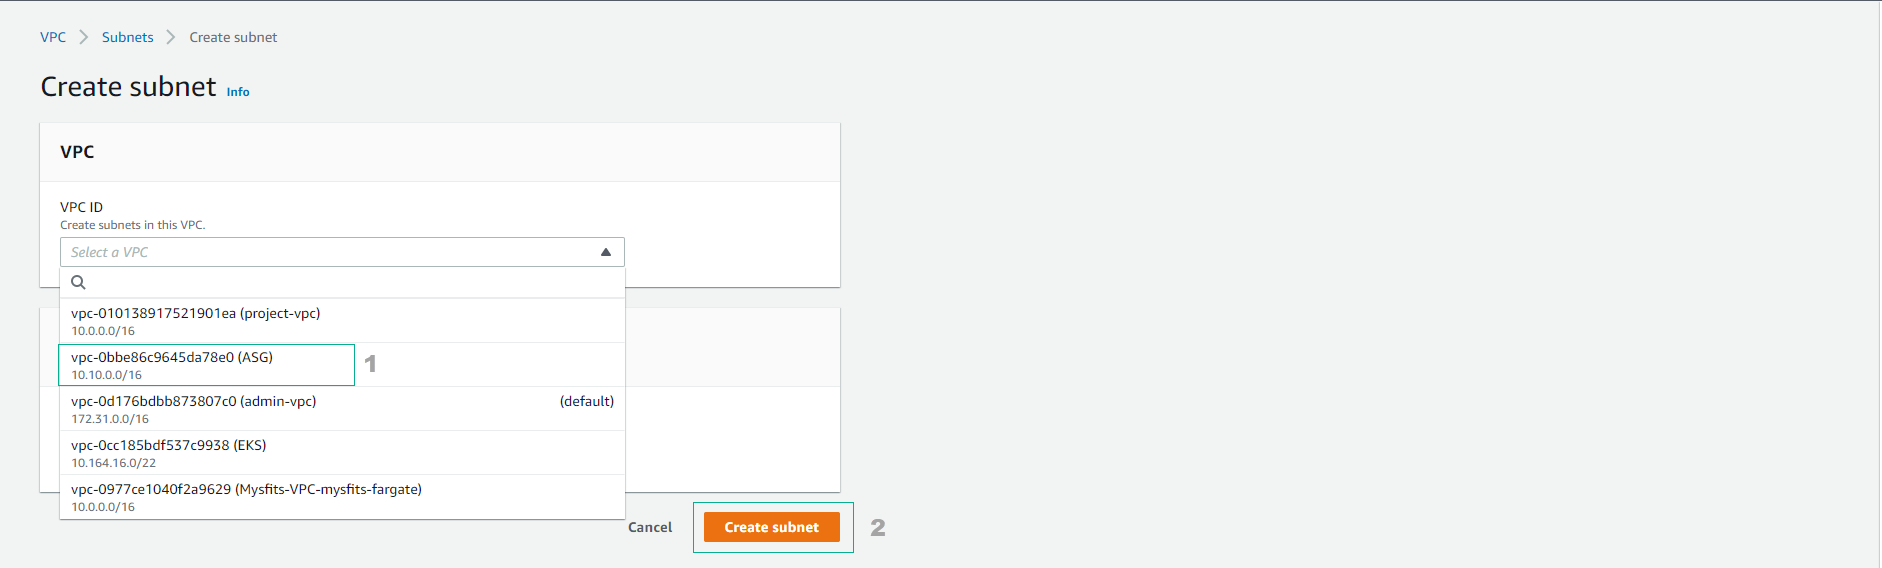 VPC > Subnets > Create subnet
Create subnet Info
VPC
VPC ID
Create subnets in this VPC.
Select a VPC
vpc-010138917521901ea (project-vpc)
10.0.0.0/16
vpc-0bbe86c9645da78e0 (ASG)
10.10.0.0/16
1
vpc-0d176bdbb873807c0 (admin-vpc) (default)
172.31.0.0/16
vpc-0cc185bdf537c9938 (EKS)
10.164.16.0/22
vpc-0977ce1040f2a9629 (Mysfits-VPC-mysfits-fargate)
10.0.0.0/16
Cancel Create subnet 2